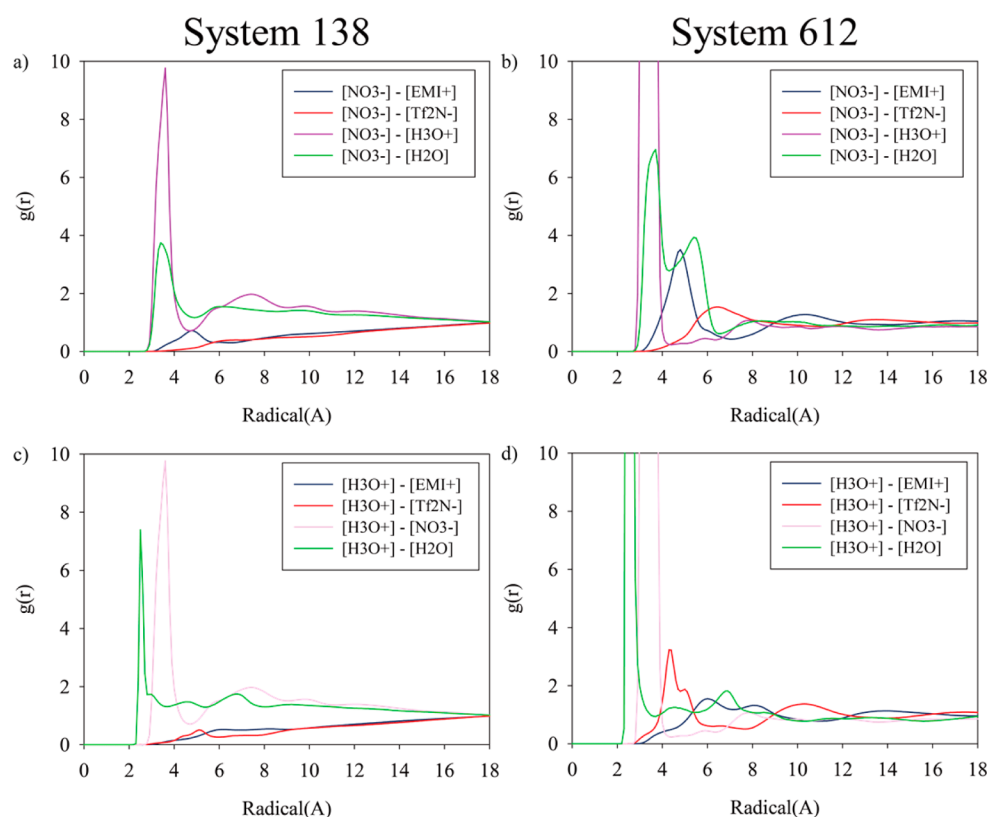 System 138
System 612
a)
10
8
6
4
2
0
g(r)
[NO3-] - [EMI+]
[NO3-] - [Tf2N-]
[NO3-] - [H3O+]
[NO3-] - [H2O]
0 2 4 6 8 10 12 14 16 18
Radical(A)
b)
10
8
6
4
2
0
g(r)
[NO3-] - [EMI+]
[NO3-] - [Tf2N-]
[NO3-] - [H3O+]
[NO3-] - [H2O]
0 2 4 6 8 10 12 14 16 18
Radical(A)
c)
10
8
6
4
2
0
g(r)
[H3O+] - [EMI+]
[H3O+] - [Tf2N-]
[H3O+] - [NO3-]
[H3O+] - [H2O]
0 2 4 6 8 10 12 14 16 18
Radical(A)
d)
10
8
6
4
2
0
g(r)
[H3O+] - [EMI+]
[H3O+] - [Tf2N-]
[H3O+] - [NO3-]
[H3O+] - [H2O]
0 2 4 6 8 10 12 14 16 18
Radical(A)